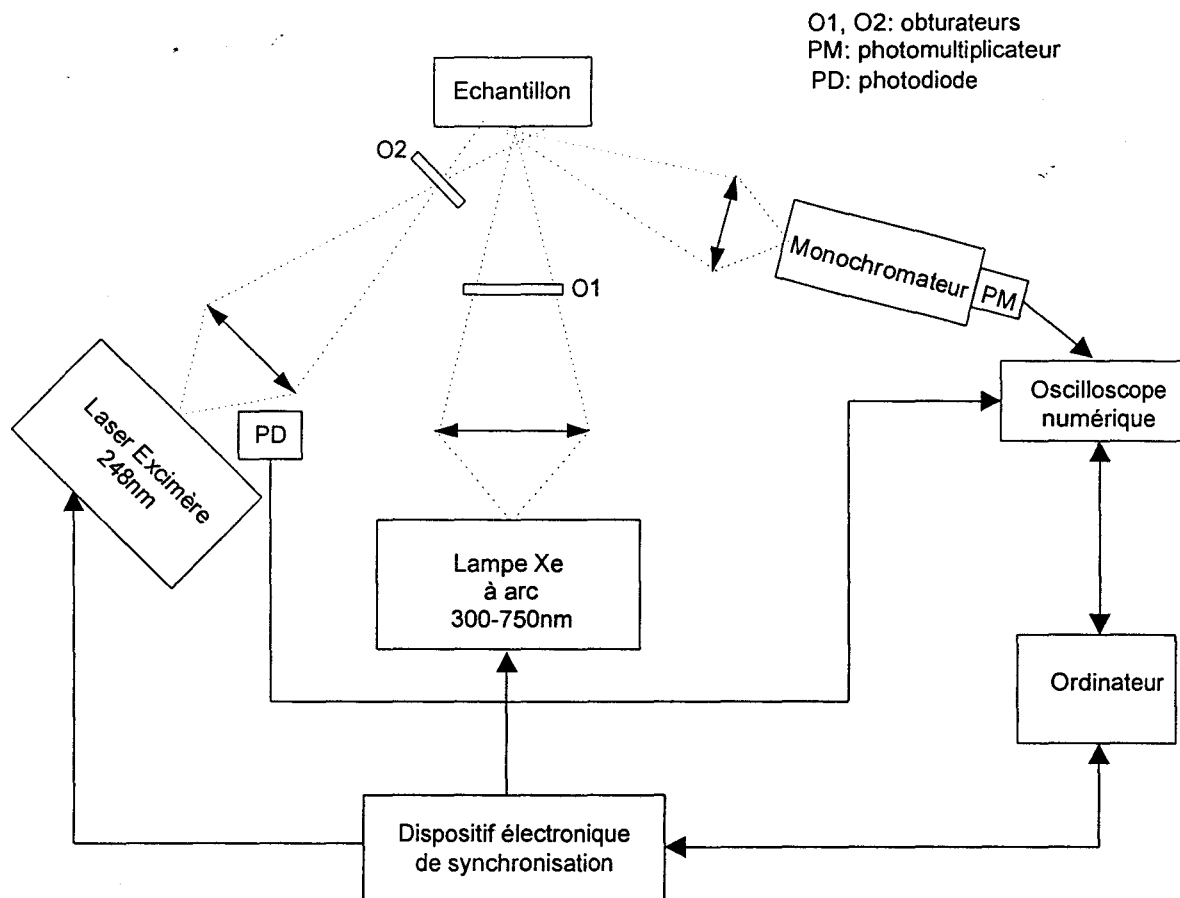 O1, O2: obturateurs
PM: photomultiplicateur
PD: photodiode
Echantillon
O2
O1
Monochromateur
PM
Laser Excimère
248nm
PD
Oscilloscope
numérique
Lampe Xe
à arc
300-750nm
Ordinateur
Dispositif électronique
de synchronisation